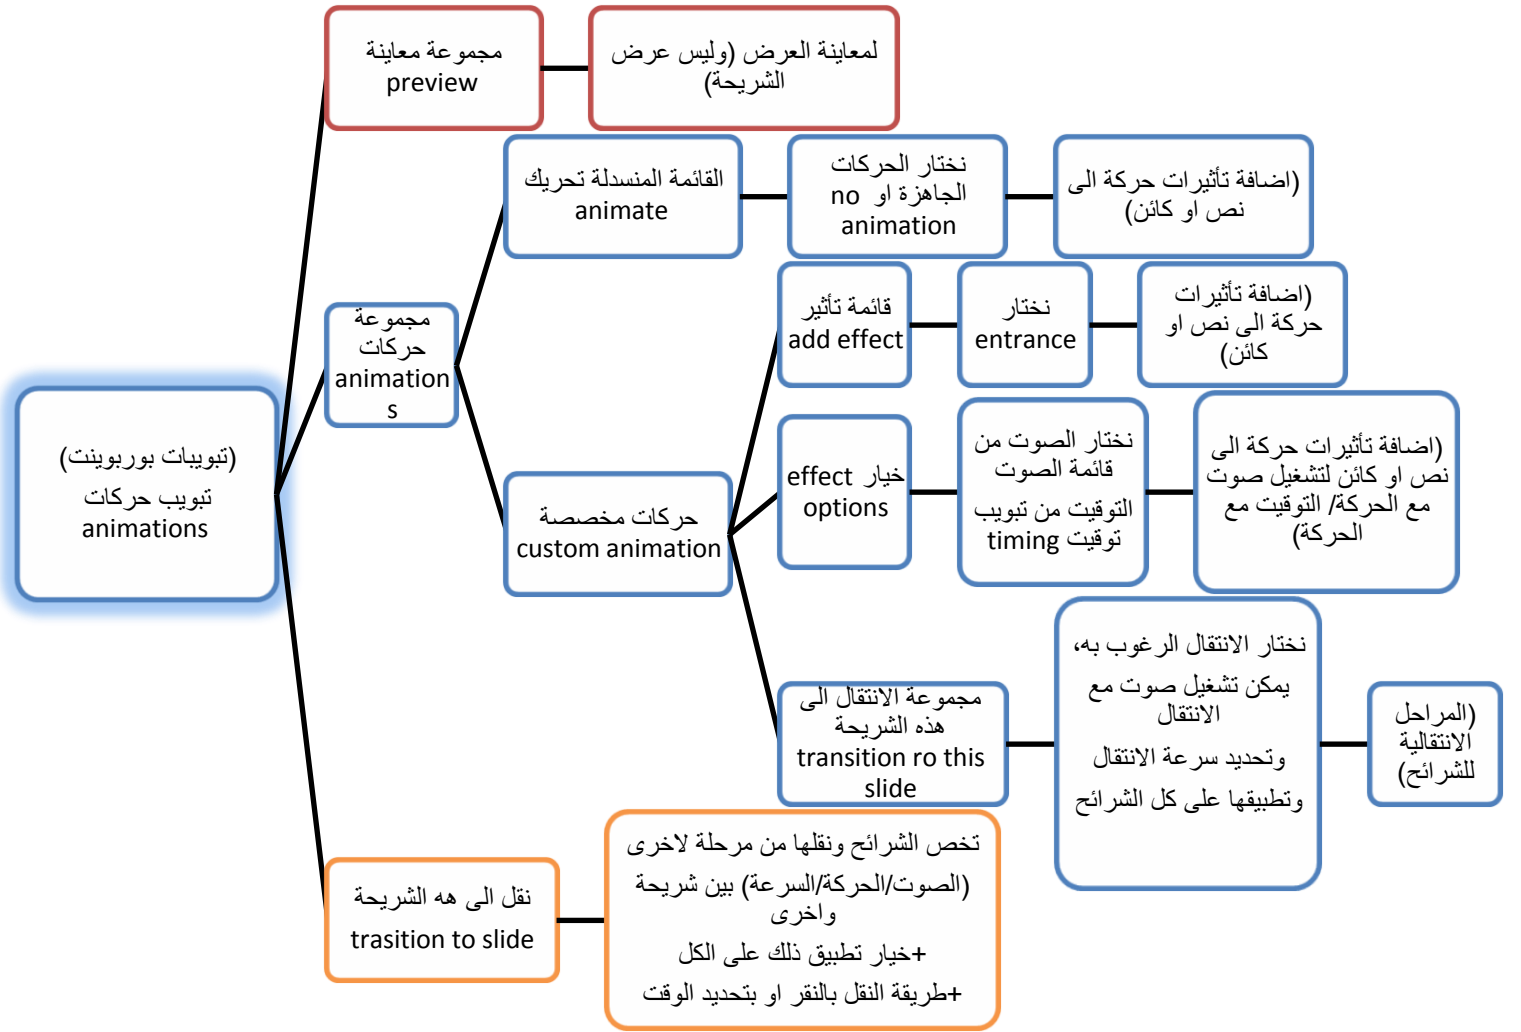 (تبويبات بوربوينت)
تبويب حركات
animations
مجموعة معاينة
preview
لمعاينة العرض (وليس عرض
الشريحة)
مجموعة
حركات
animation
s
القائمة المنسدلة تحريك
animate
نختار الحركات
الجاهزة او no
animation
(اضافة تأثيرات حركة الى
نص او كائن)
حركات مخصصة
custom animation
قائمة تأثير
add effect
نختار
entrance
(اضافة تأثيرات
حركة الى نص او
كائن)
خيار effect
options
نختار الصوت من
قائمة الصوت
التوقيت من تبويب
توقيت timing
(اضافة تأثيرات حركة الى
نص او كائن لتشغيل صوت
مع الحركة/ التوقيت مع
الحركة)
مجموعة الانتقال الى
هذه الشريحة
transition ro this
slide
نختار الانتقال الرغوب به،
يمكن تشغيل صوت مع
الانتقال
وتحديد سرعة الانتقال
وتطبيقها على كل الشرائح
(المراحل
الانتقالية
للشرائح)
نقل الى هه الشريحة
trasition to slide
تخص الشرائح ونقلها من مرحلة لاخرى
(الصوت/الحركة/السرعة) بين شريحة
واخرى
+خيار تطبيق ذلك على الكل
+طريقة النقل بالنقر او بتحديد الوقت